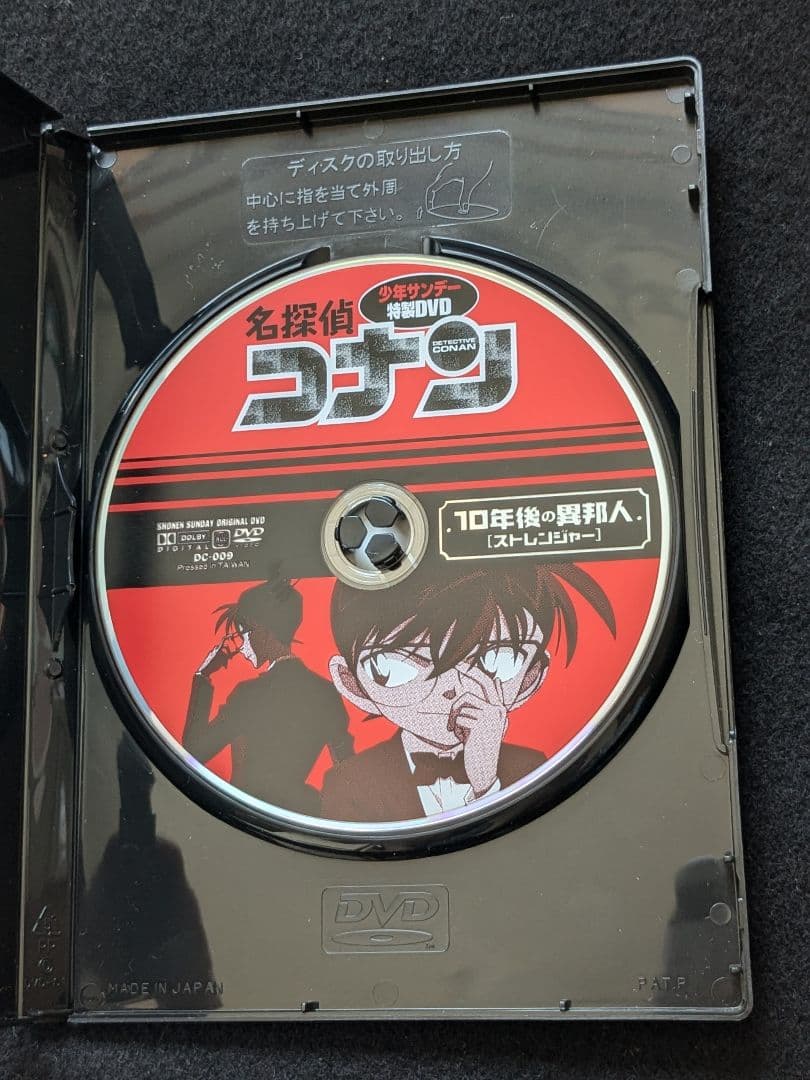 ディスクの取り出し方
中心に指を当て外周
を持ち上げて下さい。
少年サンデー
特製DVD
名探偵
コナン
DETECTIVE
CONAN
SHONEN SUNDAY ORIGINAL DVD
DOLBY
DIGITAL
ALL
DVD
VIDEO
DC-009
Pressed in TAIWAN
.10年後の異邦人.
[ストレンジャー]
DVD
MADE IN JAPAN
PAT.P